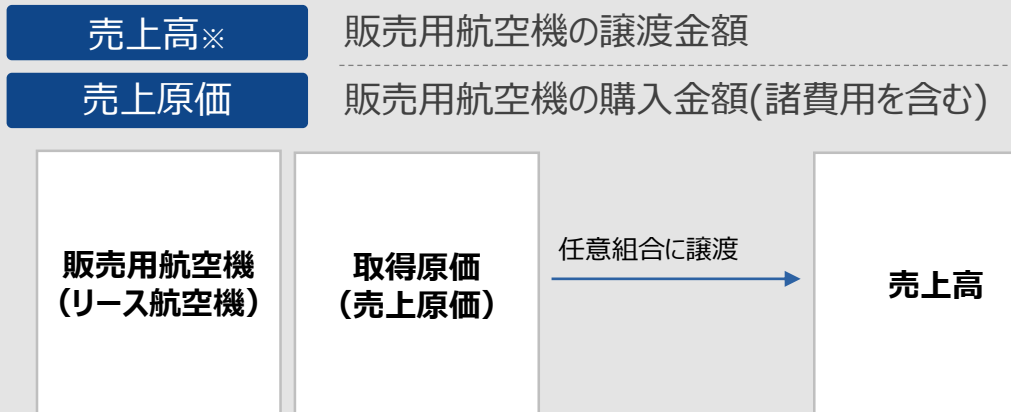 売上高※
販売用航空機の譲渡金額
売上原価
販売用航空機の購入金額(諸費用を含む)
販売用航空機
（リース航空機）
取得原価
（売上原価）
任意組合に譲渡
売上高